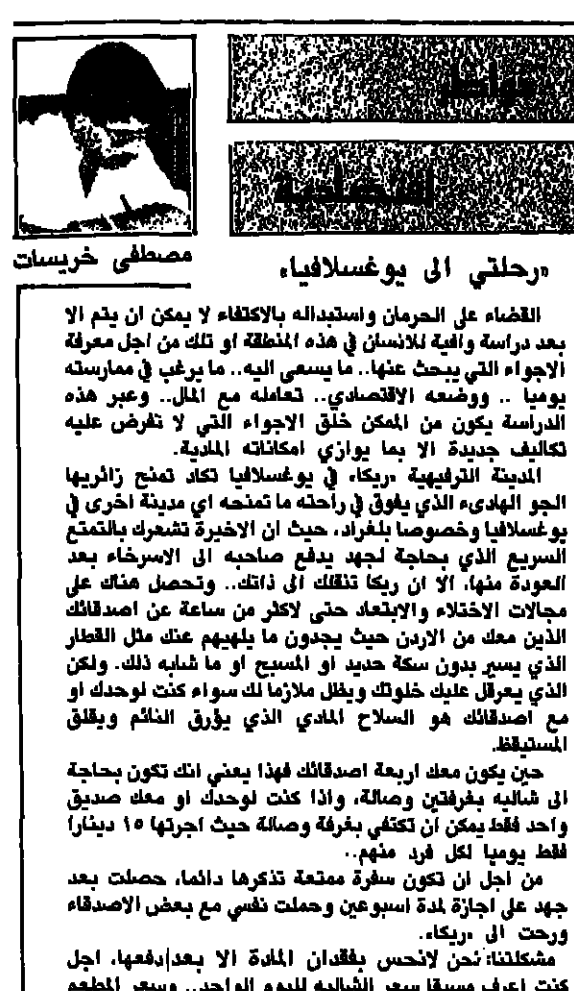 خواطر
اقتصادية
مصطفى خريسات
«رحلتي الى يوغسلافيا»
القضاء على الحرمان واستبداله بالاكتفاء لا يمكن ان يتم الا
بعد دراسة وافية للانسان في هذه المنطقة او تلك من اجل معرفة
الاجواء التي يبحث عنها.. ما يسعى اليه.. ما يرغب في ممارسته
يوميا .. ووضعه الاقتصادي.. تعامله مع المال.. وعبر هذه
الدراسة يكون من الممكن خلق الاجواء التي لا تفرض عليه
تكاليف جديدة الا بما يوازي امكاناته المادية.
المدينة الترفيهية «ريكا» في يوغسلافيا تكاد تمنح زائريها
الجو الهادىء الذي يفوق في راحته ما تمنحه اي مدينة اخرى في
يوغسلافيا وخصوصا بلغراد، حيث ان الاخيرة تشعرك بالتمتع
السريع الذي بحاجة لجهد يدفع صاحبه الى الاسرخاء بعد
العودة منها، الا ان ريكا تنقلك الى ذاتك.. وتحصل هناك على
مجالات الاختلاء والابتعاد حتى لاكثر من ساعة عن اصدقائك
الذين معك من الاردن حيث يجدون ما يلهيهم عنك مثل القطار
الذي يسير بدون سكة حديد او المسبح او ما شابه ذلك. ولكن
الذي يعرقل عليك خلوتك ويظل ملازما لك سواء كنت لوحدك او
مع اصدقائك هو السلاح المادي الذي يؤرق النائم ويقلق
المستيقظ.
حين يكون معك اربعة اصدقائك فهذا يعني انك تكون بحاجة
الى شاليه بغرفتين وصالة، واذا كنت لوحدك او معك صديق
واحد فقط يمكن ان تكتفي بغرفة وصالة حيث اجرتها ١٥ دينارا
فقط يوميا لكل فرد منهم..
من اجل ان تكون سفرة ممتعة تذكرها دائما، حصلت بعد
جهد على اجازة لمدة اسبوعين وحملت نفسي مع بعض الاصدقاء
ورحت الى «ريكا».
مشكلتنا: نحن لانحس بفقدان المادة الا بعد دفعها، اجل
كنت اعرف مسبقا سعر الشاليه لليوم الواحد.. وسعر المطعم